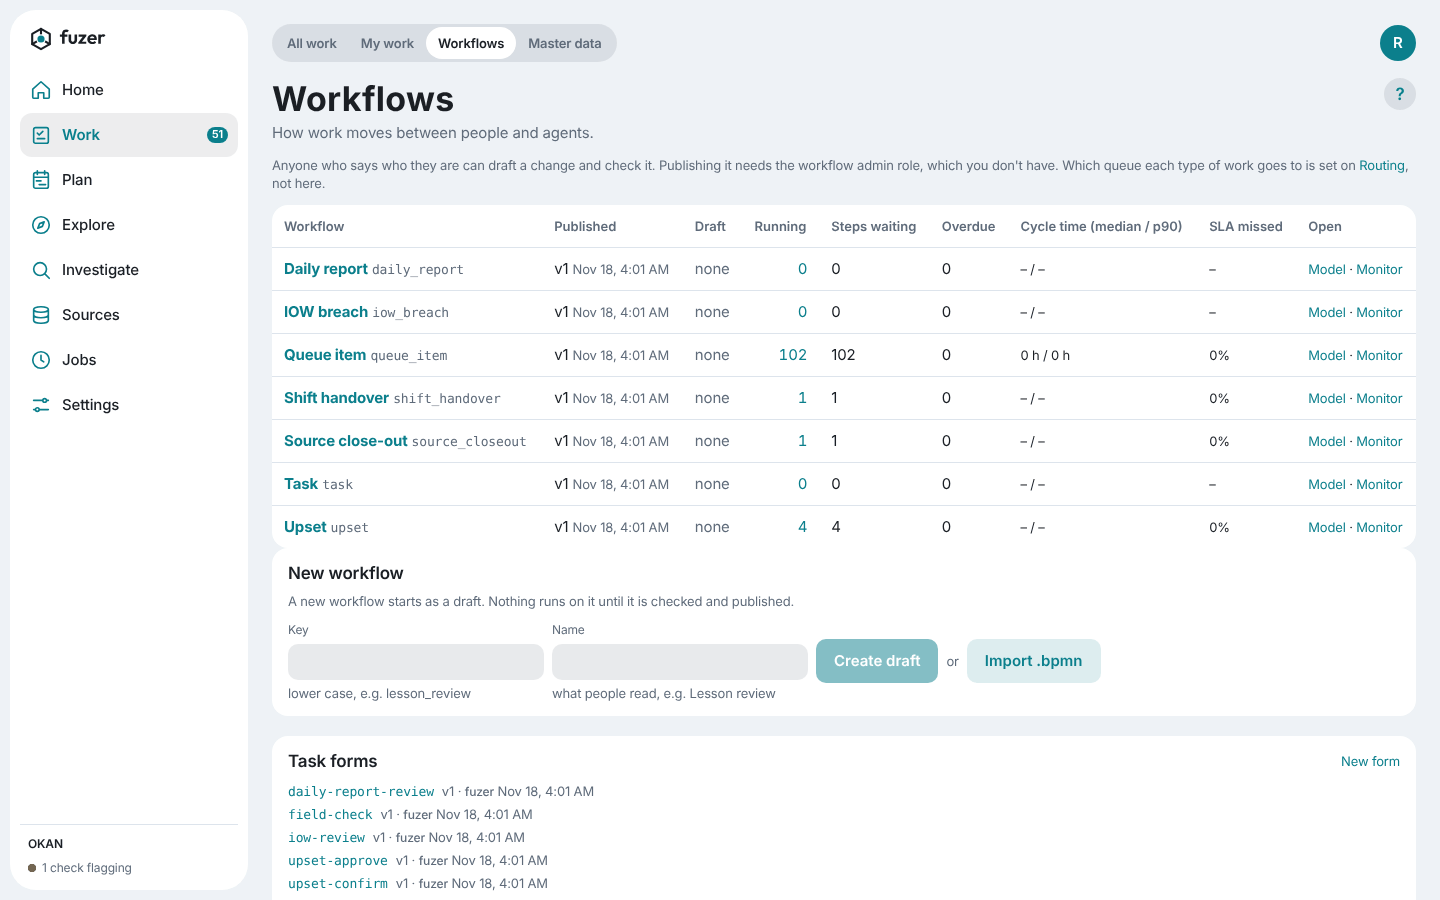 fuzer
Home
Work 51
Plan
Explore
Investigate
Sources
Jobs
Settings
OKAN
1 check flagging
All work My work Workflows Master data
R
Workflows
?
How work moves between people and agents.
Anyone who says who they are can draft a change and check it. Publishing it needs the workflow admin role, which you don't have. Which queue each type of work goes to is set on Routing,
not here.
Workflow Published Draft Running Steps waiting Overdue Cycle time (median / p90) SLA missed Open
Daily report daily_report v1 Nov 18, 4:01 AM none 0 0 0 – / – – Model · Monitor
IOW breach iow_breach v1 Nov 18, 4:01 AM none 0 0 0 – / – – Model · Monitor
Queue item queue_item v1 Nov 18, 4:01 AM none 102 102 0 0 h / 0 h 0% Model · Monitor
Shift handover shift_handover v1 Nov 18, 4:01 AM none 1 1 0 – / – 0% Model · Monitor
Source close-out source_closeout v1 Nov 18, 4:01 AM none 1 1 0 – / – 0% Model · Monitor
Task task v1 Nov 18, 4:01 AM none 0 0 0 – / – – Model · Monitor
Upset upset v1 Nov 18, 4:01 AM none 4 4 0 – / – 0% Model · Monitor
New workflow
A new workflow starts as a draft. Nothing runs on it until it is checked and published.
Key Name
Create draft or Import .bpmn
lower case, e.g. lesson_review what people read, e.g. Lesson review
Task forms New form
daily-report-review v1 · fuzer Nov 18, 4:01 AM
field-check v1 · fuzer Nov 18, 4:01 AM
iow-review v1 · fuzer Nov 18, 4:01 AM
upset-approve v1 · fuzer Nov 18, 4:01 AM
upset-confirm v1 · fuzer Nov 18, 4:01 AM